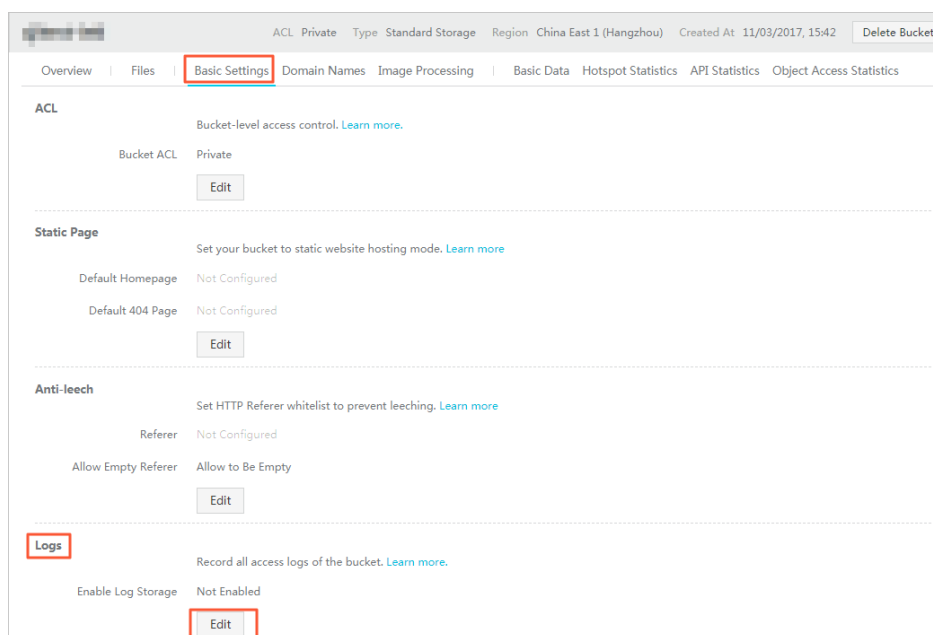 ACL Private Type Standard Storage Region China East 1 (Hangzhou) Created At 11/03/2017, 15:42 Delete Bucket
Overview Files Basic Settings Domain Names Image Processing Basic Data Hotspot Statistics API Statistics Object Access Statistics
ACL
Bucket-level access control. Learn more.
Bucket ACL Private
Edit
Static Page
Set your bucket to static website hosting mode. Learn more
Default Homepage Not Configured
Default 404 Page Not Configured
Edit
Anti-leech
Set HTTP Referer whitelist to prevent leeching. Learn more
Referer Not Configured
Allow Empty Referer Allow to Be Empty
Edit
Logs
Record all access logs of the bucket. Learn more.
Enable Log Storage Not Enabled
Edit